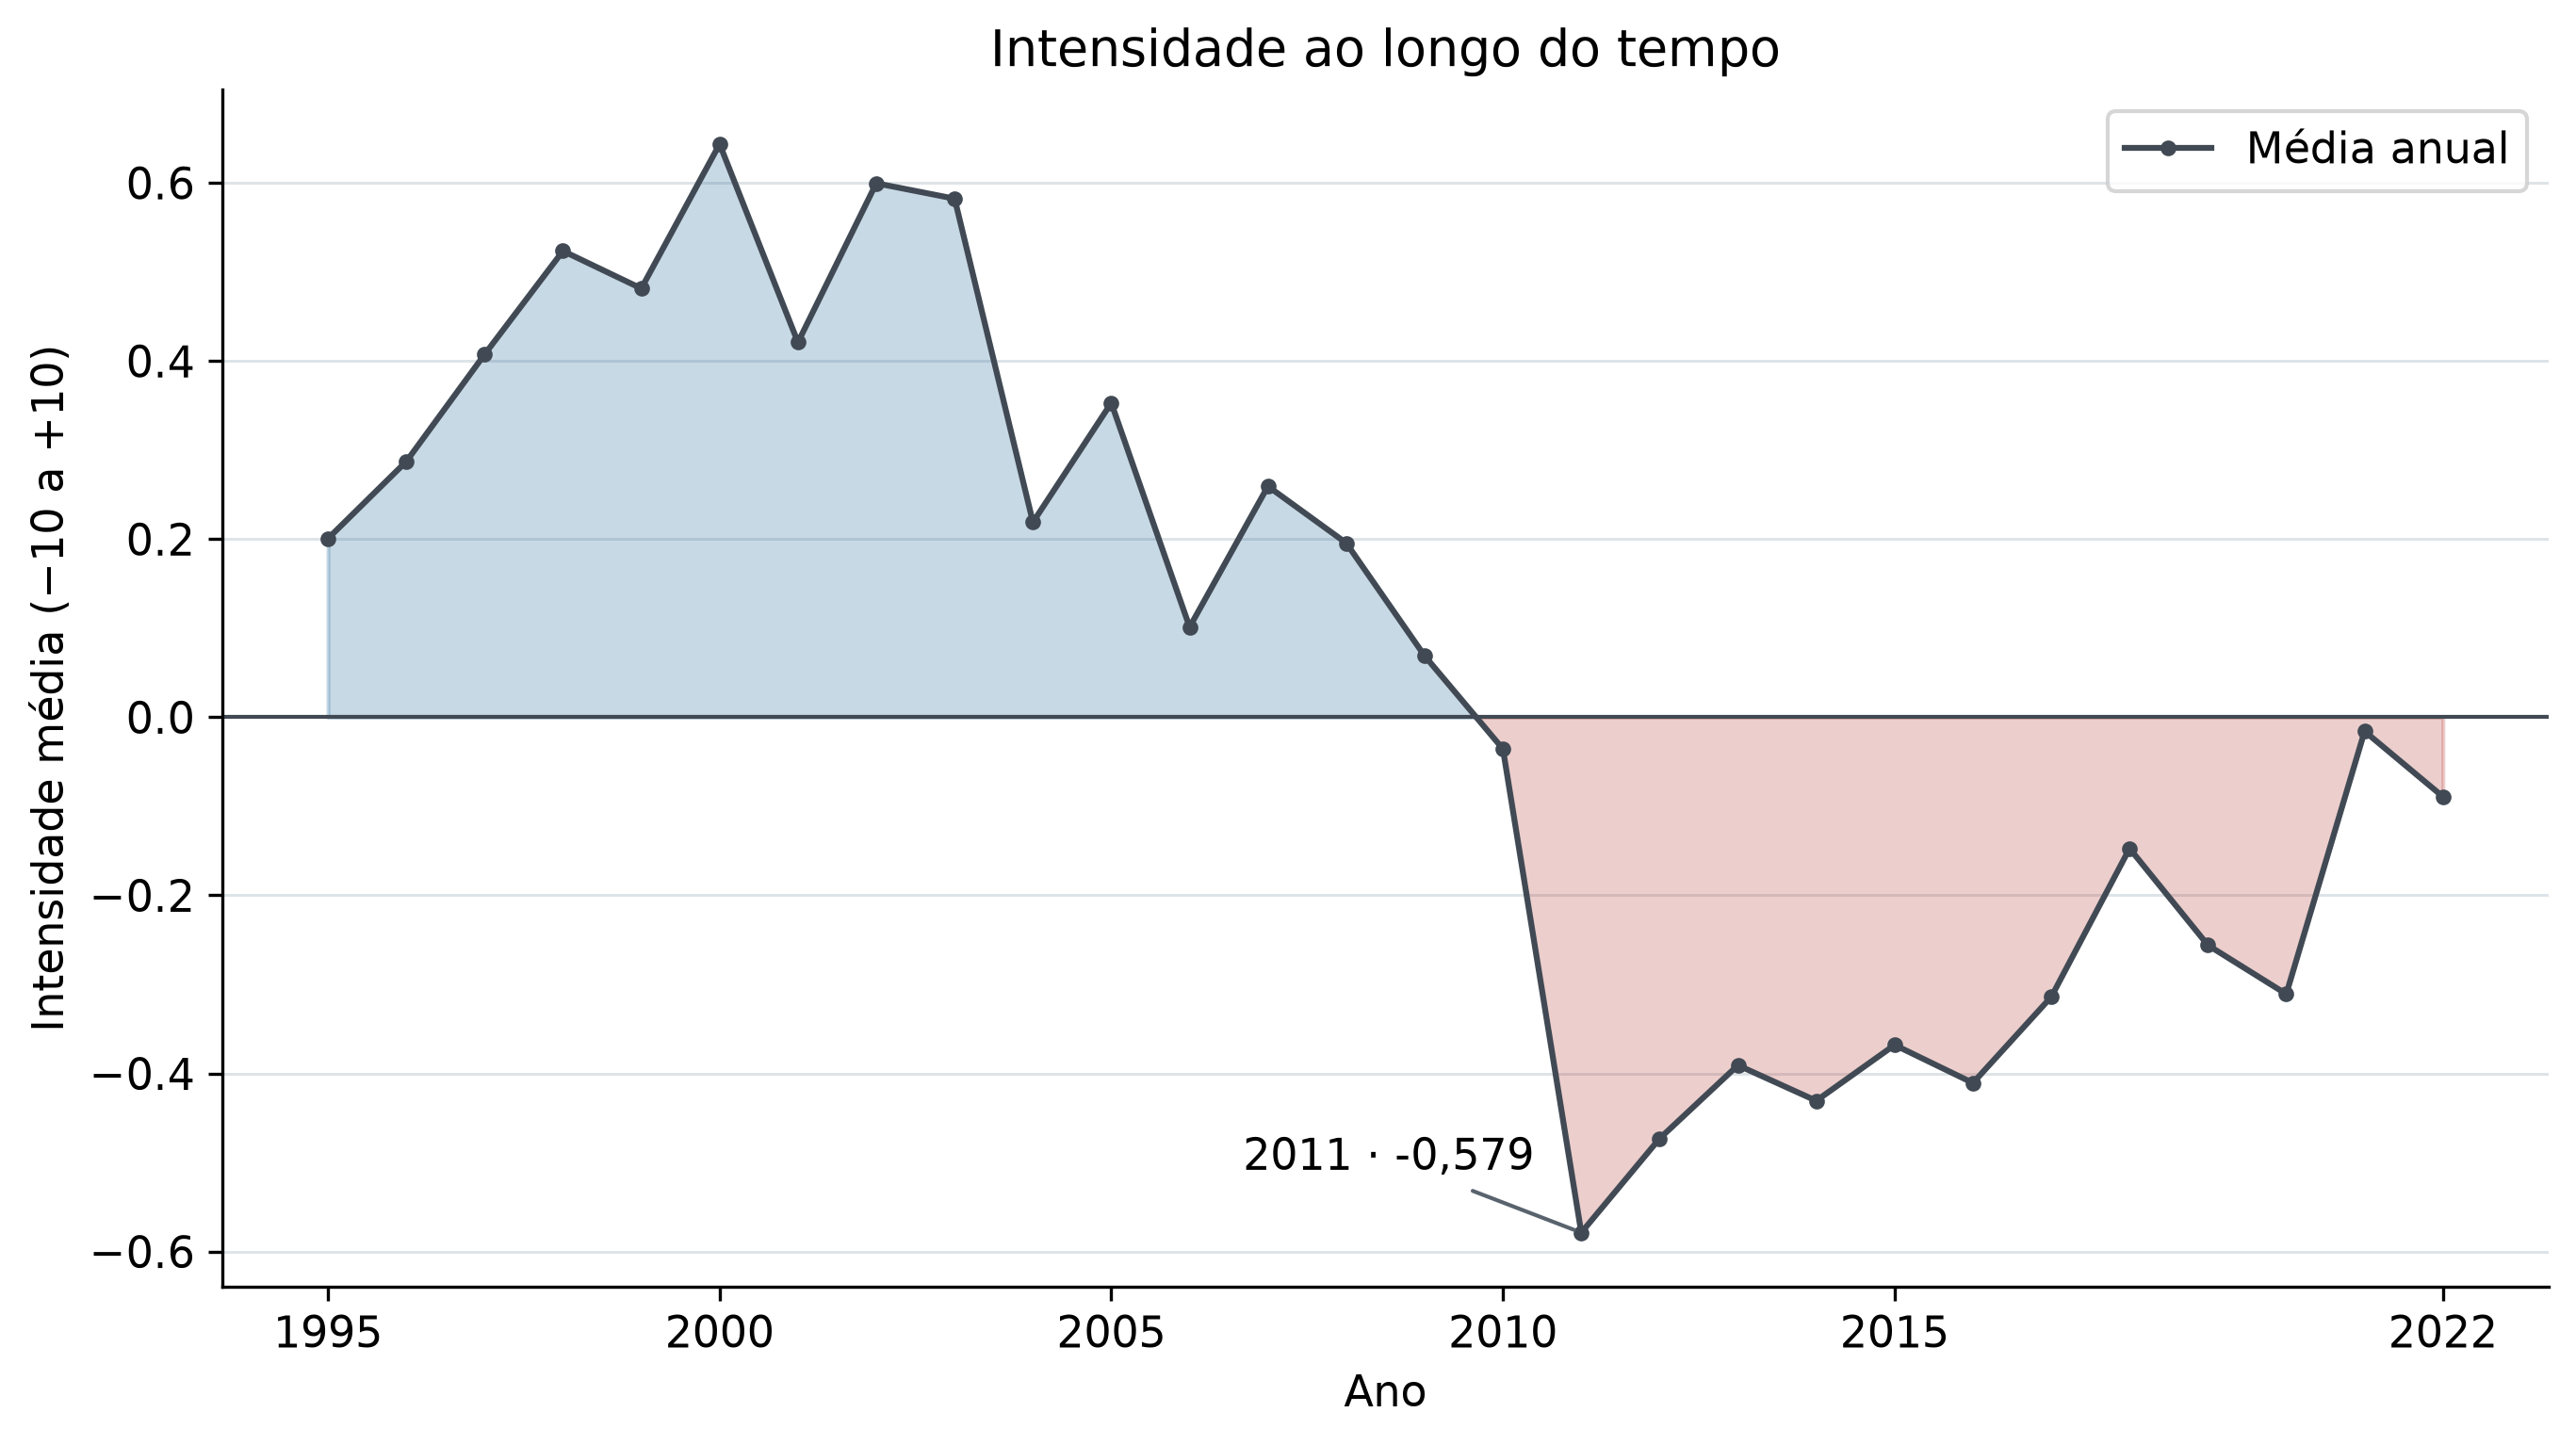 Intensidade ao longo do tempo
Média anual
Intensidade média (−10 a +10)
0.6
0.4
0.2
0.0
−0.2
−0.4
−0.6
2011 · -0,579
1995 2000 2005 2010 2015 2022
Ano